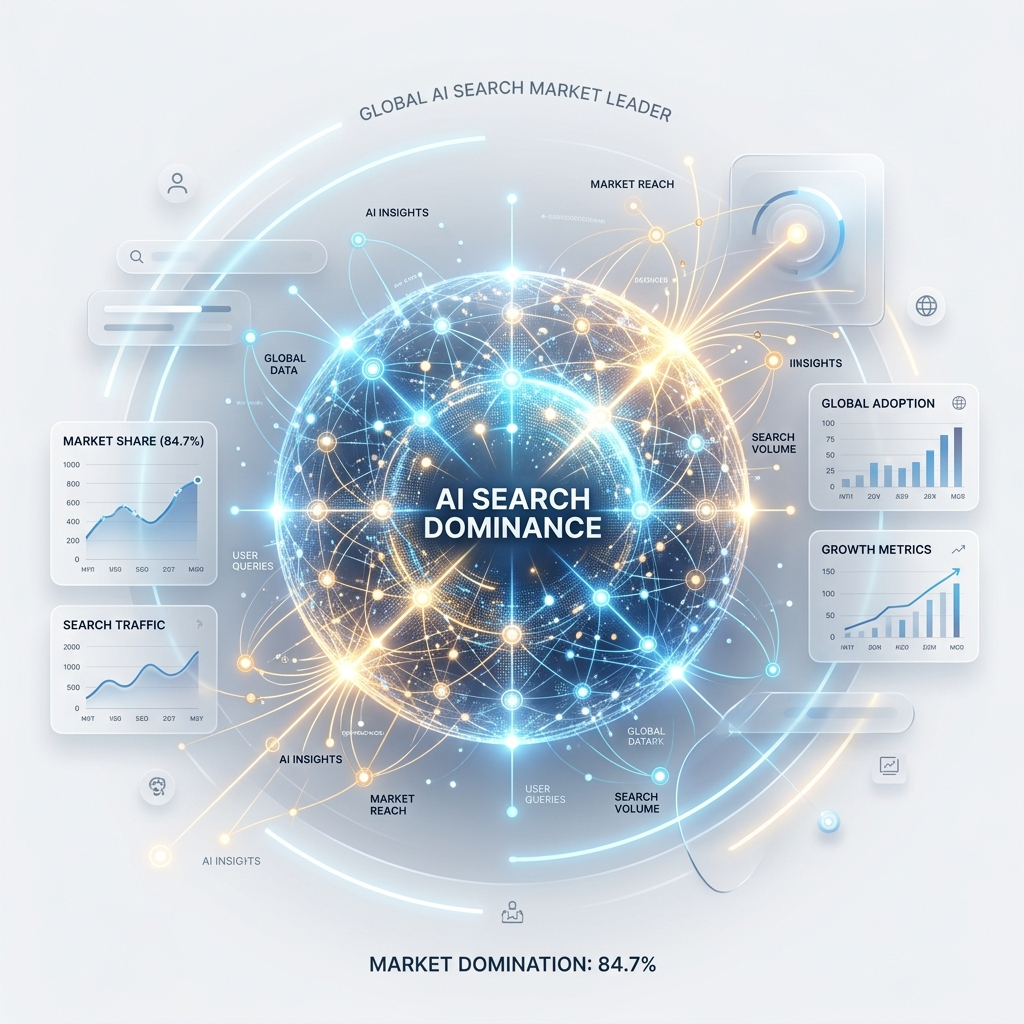 GLOBAL AI SEARCH MARKET LEADER
MARKET REACH
AI INSIGHTS
GLOBAL
DATA
IINSIGHTS
GLOBAL ADOPTION
100
75
50
25
0
SEARCH
VOLUME
MARKET SHARE (84.7%)
1000
800
600
400
200
0
AI SEARCH
DOMINANCE
USER
QUERIES
GROWTH METRICS
150
100
50
0
SEARCH TRAFFIC
2000
1000
500
0
GLOBAL
AI INSIGHTS
MARKET
REACH
USER
QUERIES
SEARCH
VOLUME
AI INSIGHTS
MARKET DOMINATION: 84.7%